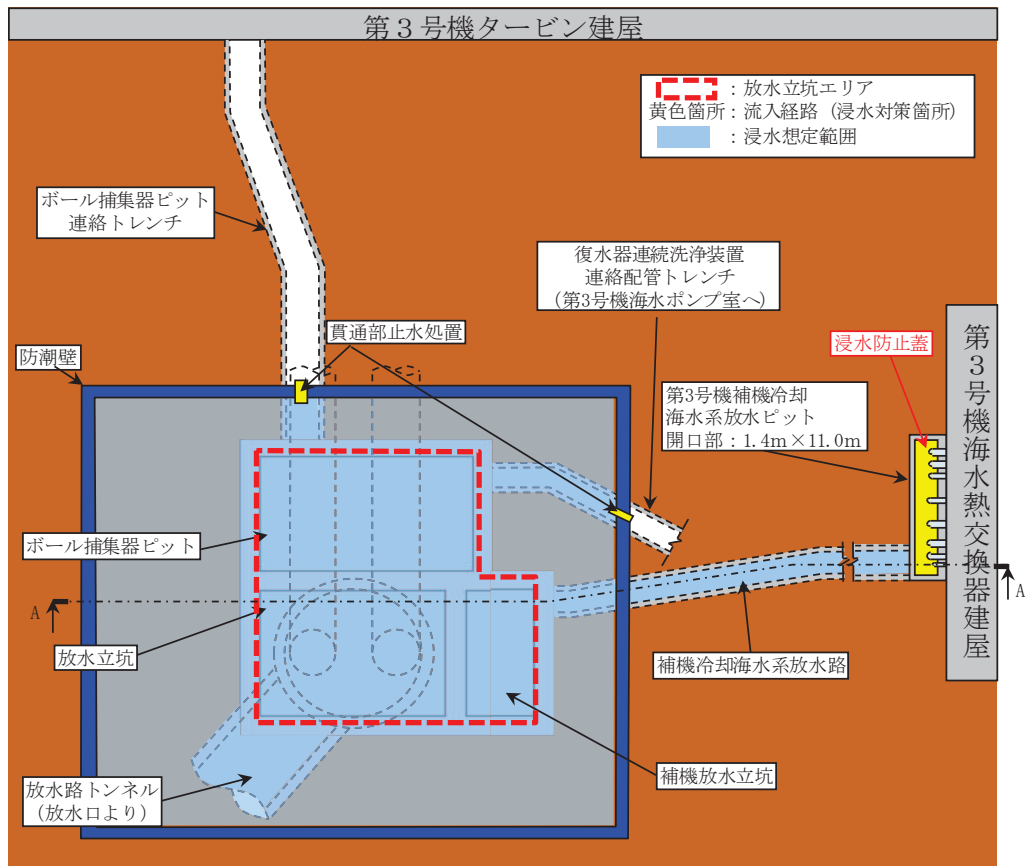 第３号機タービン建屋
：放水立坑エリア
黄色箇所：流入経路（浸水対策箇所）
：浸水想定範囲
ボール捕集器ピット
連絡トレンチ
復水器連続洗浄装置
連絡配管トレンチ
(第3号機海水ポンプ室へ)
貫通部止水処置
防潮壁
浸水防止蓋
第3号機補機冷却
海水系放水ピット
開口部：1.4m×11.0m
第３号機海水熱交換器建屋
ボール捕集器ピット
A
A
放水立坑
補機冷却海水系放水路
補機放水立坑
放水路トンネル
(放水口より)